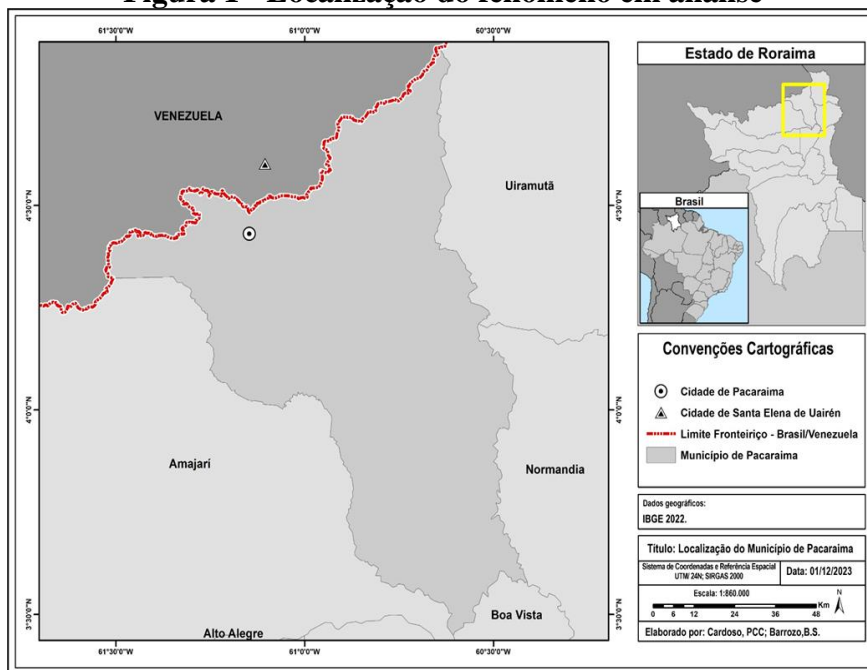 Figura 1 - Localização do fenômeno em análise
61°30'0"W
61°0'0"W
60°30'0"W
VENEZUELA
Uiramutã
4°30'0"N
4°30'0"N
4°0'0"N
4°0'0"N
Amajarí
Normandia
3°30'0"N
3°30'0"N
Boa Vista
Alto Alegre
61°30'0"W
61°0'0"W
60°30'0"W
Estado de Roraima
Brasil
Convenções Cartográficas
Cidade de Pacaraima
Cidade de Santa Elena de Uairén
Limite Fronteiriço - Brasil/Venezuela
Município de Pacaraima
Dados geográficos:
IBGE 2022.
Título: Localização do Município de Pacaraima
Sistema de Coordenadas e Referência Espacial
UTM/ 24N; SIRGAS 2000
Data: 01/12/2023
Escala: 1:860.000
N
0 6 12 24 36 48 Km
Elaborado por: Cardoso, PCC; Barrozo,B.S.